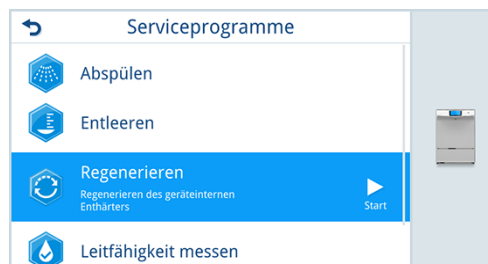 Serviceprogramme
Abspülen
Entleeren
Regenerieren
Regenerieren des geräteinternen
Enthärters
Start
Leitfähigkeit messen